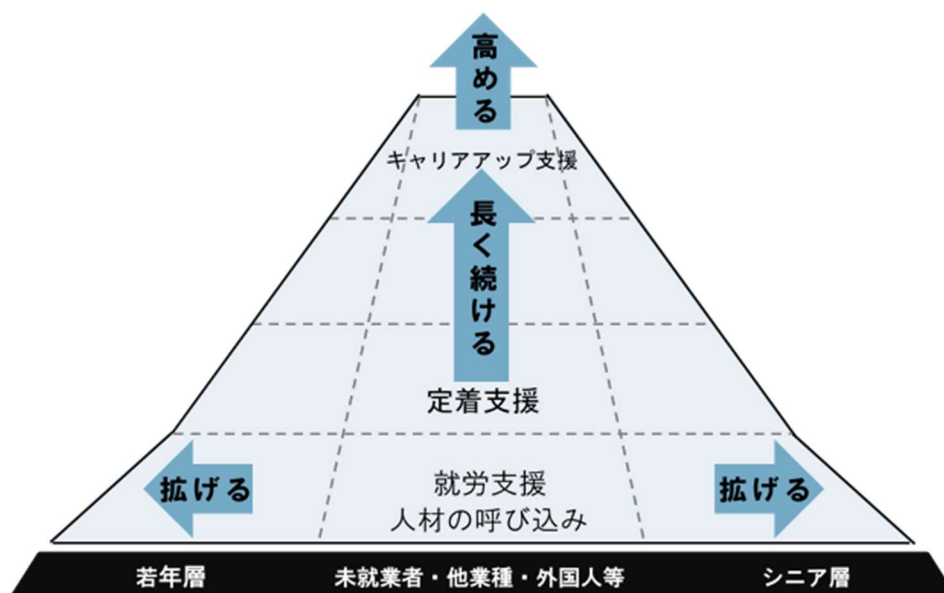 高める
キャリアアップ支援
長く続ける
定着支援
拡げる
就労支援
人材の呼び込み
拡げる
若年層
未就業者・他業種・外国人等
シニア層